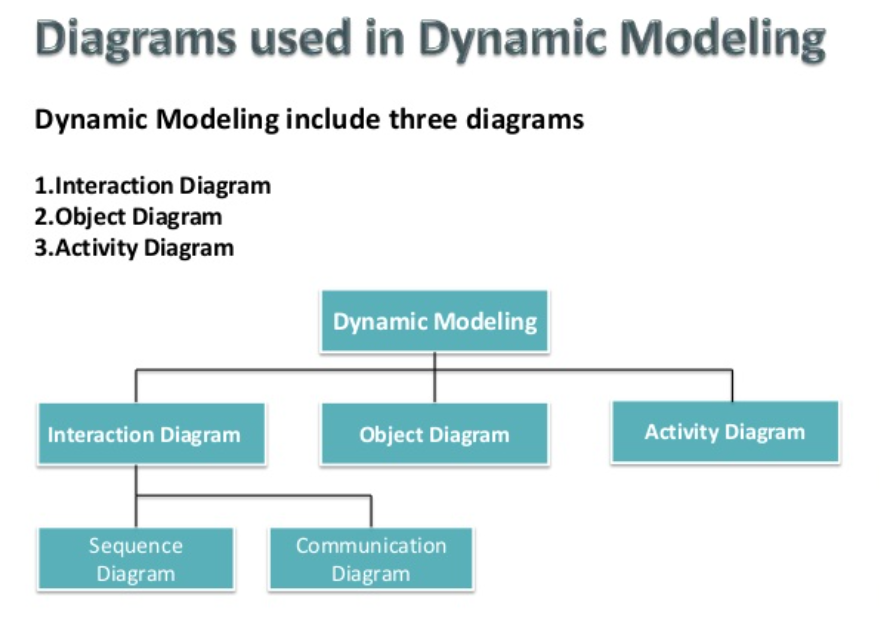 Diagrams used in Dynamic Modeling
Dynamic Modeling include three diagrams
1.Interaction Diagram
2.Object Diagram
3.Activity Diagram
Dynamic Modeling
Interaction Diagram
Object Diagram
Activity Diagram
Sequence
Diagram
Communication
Diagram